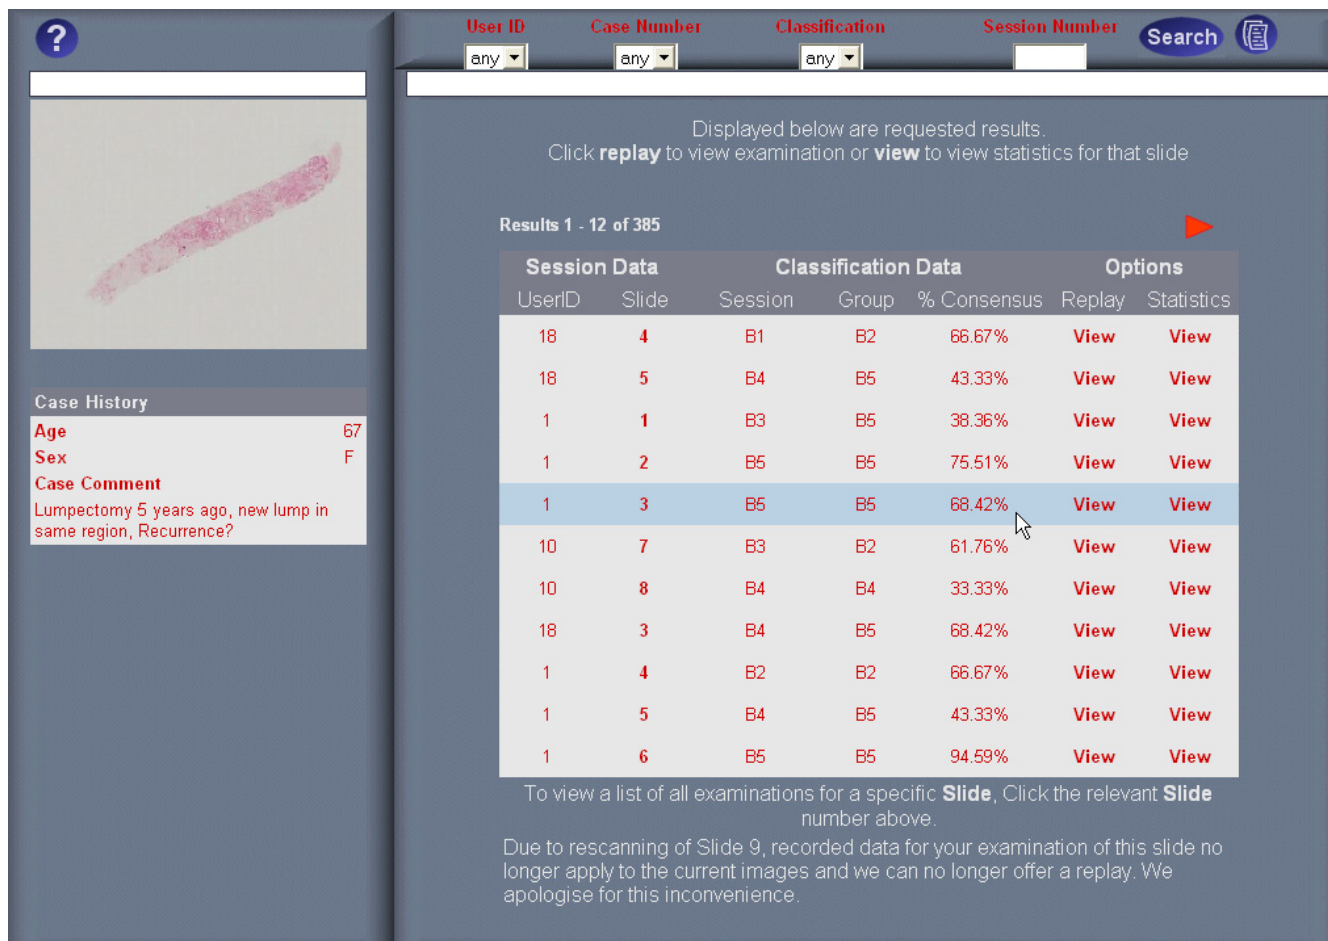 ?
User ID Case Number Classification Session Number
any any any Search
Displayed below are requested results.
Click replay to view examination or view to view statistics for that slide
Results 1 - 12 of 385
Session Data Classification Data Options
UserID Slide Session Group % Consensus Replay Statistics
18 4 B1 B2 66.67% View View
18 5 B4 B5 43.33% View View
1 1 B3 B5 38.36% View View
1 2 B5 B5 75.51% View View
1 3 B5 B5 68.42% View View
10 7 B3 B2 61.76% View View
10 8 B4 B4 33.33% View View
18 3 B4 B5 68.42% View View
1 4 B2 B2 66.67% View View
1 5 B4 B5 43.33% View View
1 6 B5 B5 94.59% View View
To view a list of all examinations for a specific Slide, Click the relevant Slide
number above.
Due to rescanning of Slide 9, recorded data for your examination of this slide no
longer apply to the current images and we can no longer offer a replay. We
apologise for this inconvenience.
Case History
Age 67
Sex F
Case Comment
Lumpectomy 5 years ago, new lump in
same region, Recurrence?